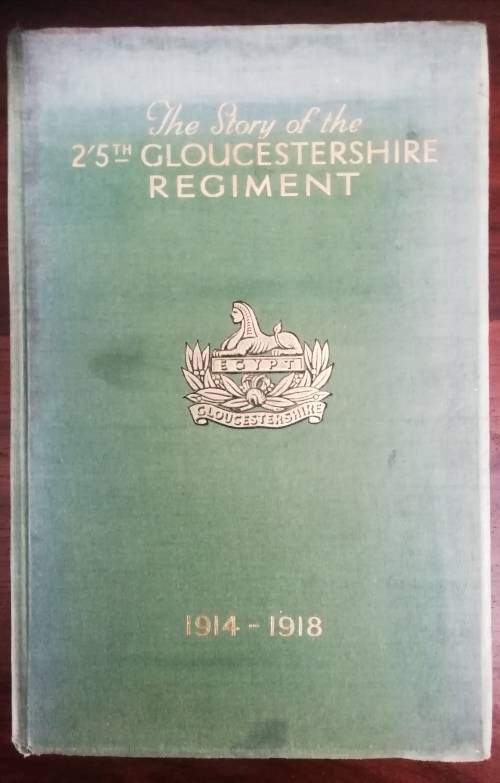 The Story of the
2'5TH GLOUCESTERSHIRE
REGIMENT
EGYPT
GLOUCESTERSHIRE
1914-1918